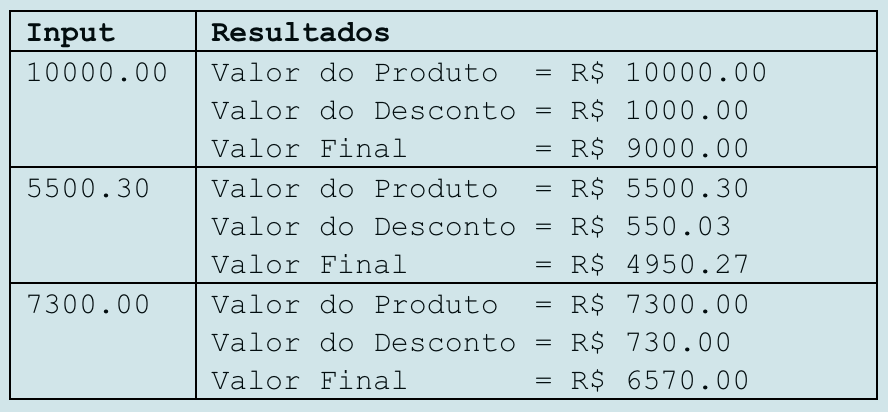 Input Resultados
10000.00 Valor do Produto  = R$ 10000.00
Valor do Desconto = R$ 1000.00
Valor Final       = R$ 9000.00
5500.30 Valor do Produto  = R$ 5500.30
Valor do Desconto = R$ 550.03
Valor Final       = R$ 4950.27
7300.00 Valor do Produto  = R$ 7300.00
Valor do Desconto = R$ 730.00
Valor Final       = R$ 6570.00